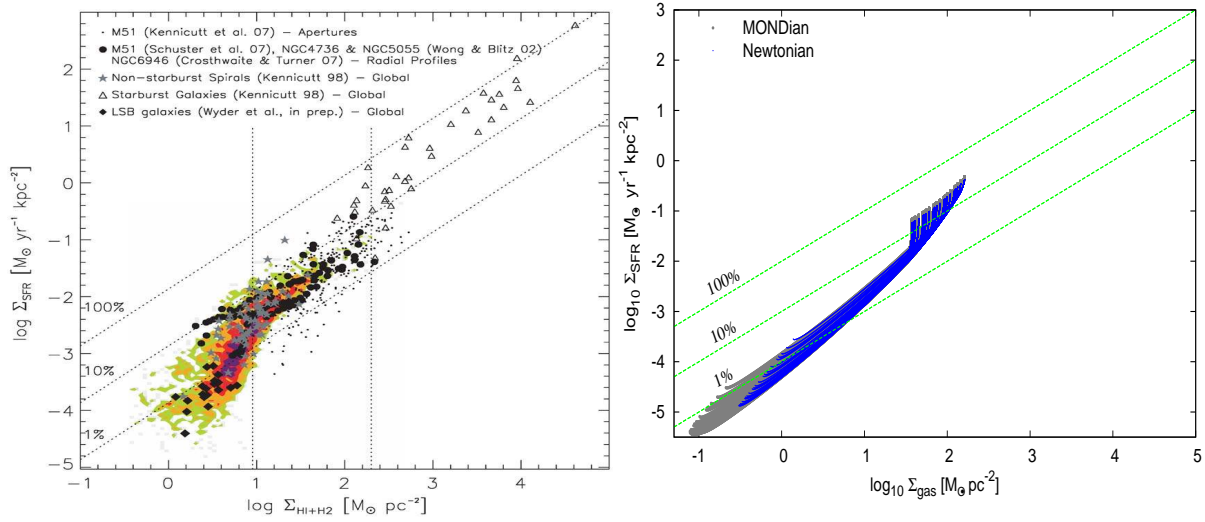 M51 (Kennicutt et al. 07) – Apertures
M51 (Schuster et al. 07), NGC4736 & NGC5055 (Wong & Blitz 02)
NGC6946 (Crosthwaite & Turner 07) – Radial Profiles
Non–starburst Spirals (Kennicutt 98) – Global
Starburst Galaxies (Kennicutt 98) – Global
LSB galaxies (Wyder et al., in prep.) – Global
2
1
0
−1
−2
−3
−4
−5
log Σ_SFR [M⊙ yr⁻¹ kpc⁻²]
100%
10%
1%
−1 0 1 2 3 4 5
log Σ_HI+H2 [M⊙ pc⁻²]
MONDian
Newtonian
3
2
1
0
-1
-2
-3
-4
-5
log₁₀ Σ_SFR [M⊙ yr⁻¹ kpc⁻²]
100%
10%
1%
-1 0 1 2 3 4 5
log₁₀ Σ_gas [M⊙ pc⁻²]